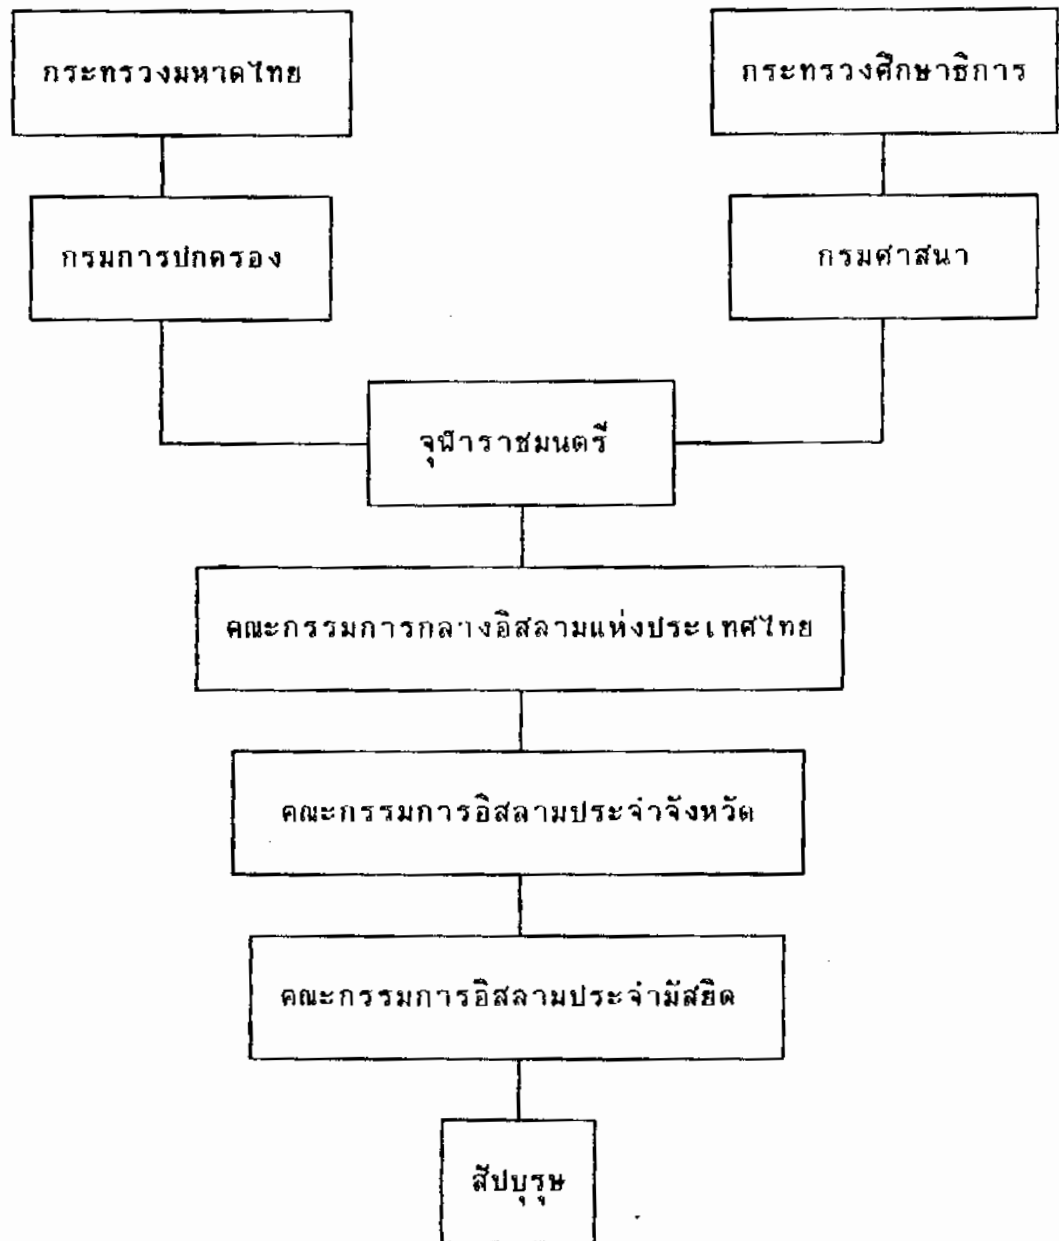 กระทรวงมหาดไทย
กระทรวงศึกษาธิการ
กรมการปกครอง
กรมศาสนา
จุฬาราชมนตรี
คณะกรรมการกลางอิสลามแห่งประเทศไทย
คณะกรรมการอิสลามประจำจังหวัด
คณะกรรมการอิสลามประจำมัสยิด
สัปบุรุษ